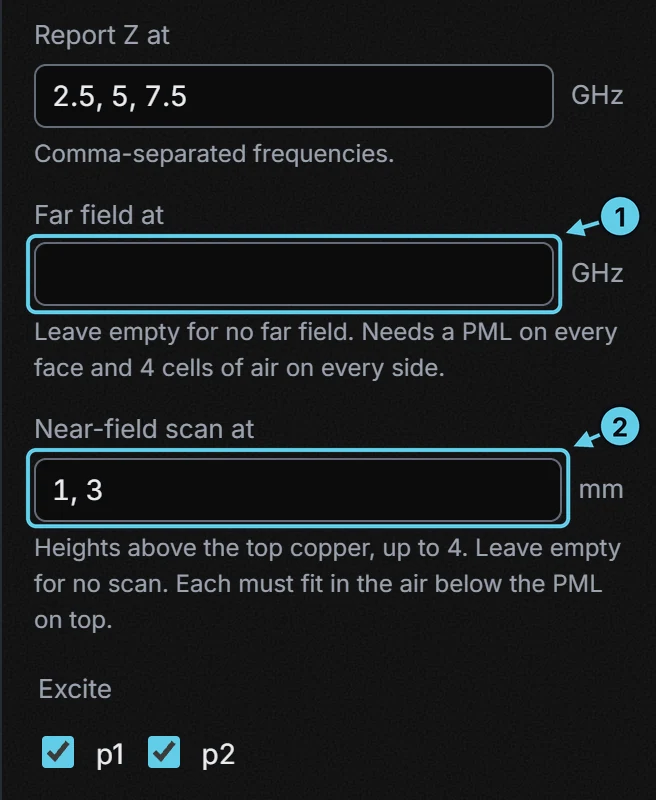 Report Z at
2.5, 5, 7.5 GHz
Comma-separated frequencies.
Far field at
1
GHz
Leave empty for no far field. Needs a PML on every
face and 4 cells of air on every side.
Near-field scan at
2
1, 3 mm
Heights above the top copper, up to 4. Leave empty
for no scan. Each must fit in the air below the PML
on top.
Excite
p1 p2